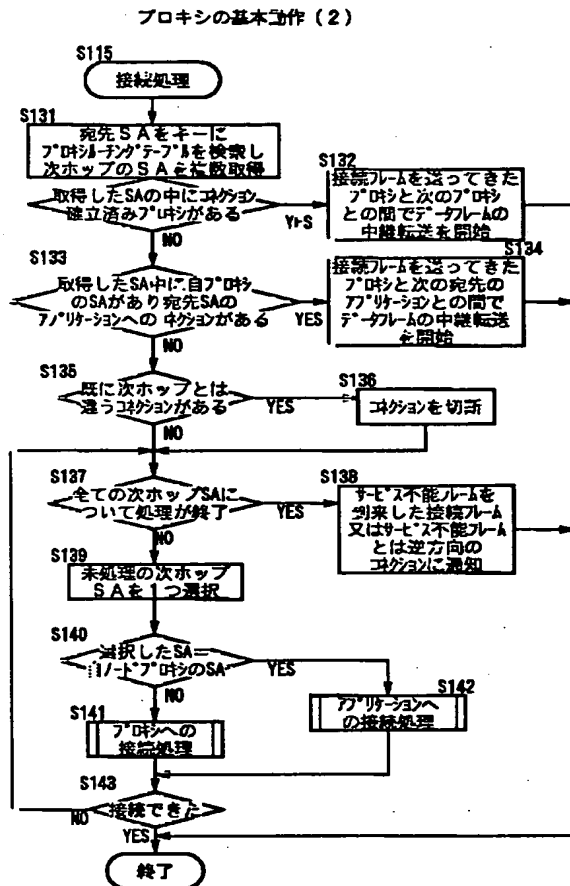 プロキシの基本動作（２）
S115
接続処理
S131
宛先ＳＡをキーに
プロキシルーチングテーブルを検索し
次ホップのＳＡを複数取得
取得したSAの中にコネクション
確立済みプロキシがある
YES
NO
S132
接続フレームを送ってきた
プロキシと次のプロキシ
との間でデータフレームの
中継転送を開始
S133
取得したSA中に自プロキシ
のSAがあり宛先SAの
アプリケーションへのコネクションがある
YES
NO
S134
接続フレームを送ってきた
プロキシと次の宛先の
アプリケーションとの間で
データフレームの中継転送
を開始
S135
既に次ホップとは
違うコネクションがある
YES
NO
S136
コネクションを切断
S137
全ての次ホップSAに
ついて処理が終了
YES
NO
S138
サービス不能フレームを
到来した接続フレーム
又はサービス不能フレーム
とは逆方向の
コネクションに通知
S139
未処理の次ホップ
ＳＡを１つ選択
S140
選択したSA＝
自ノードプロキシのSA
YES
NO
S141
プロキシへの
接続処理
S142
アプリケーションへ
の接続処理
S143
接続できた
NO
YES
終了